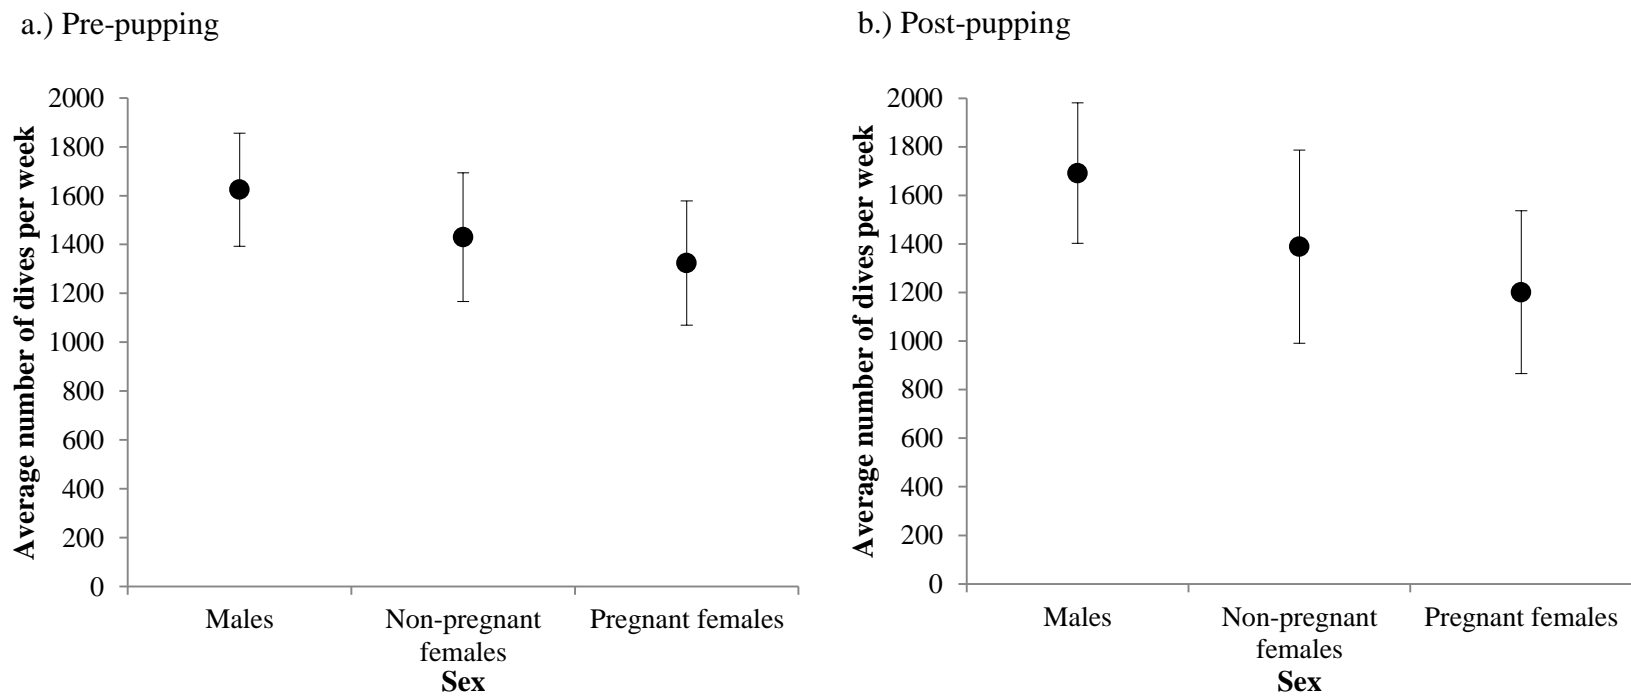 a.) Pre-pupping
Average number of dives per week
2000
1800
1600
1400
1200
1000
800
600
400
200
0
Males
Non-pregnant
females
Pregnant females
Sex
b.) Post-pupping
Average number of dives per week
2000
1800
1600
1400
1200
1000
800
600
400
200
0
Males
Non-pregnant
females
Pregnant females
Sex